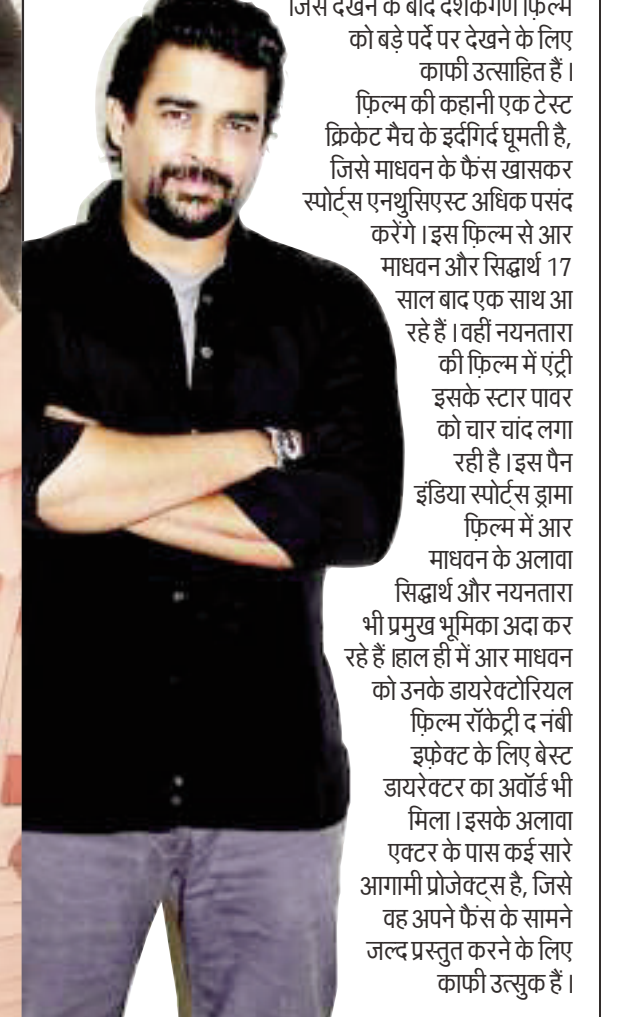 जिसे देखने के बाद दर्शकगण फ़िल्म
को बड़े पर्दे पर देखने के लिए
काफी उत्साहित हैं।
फ़िल्म की कहानी एक टेस्ट
क्रिकेट मैच के इर्दगिर्द घूमती है,
जिसे माधवन के फैंस खासकर
स्पोर्ट्स एनथुसिएस्ट अधिक पसंद
करेंगे।इस फ़िल्म से आर
माधवन और सिद्धार्थ 17
साल बाद एक साथ आ
रहे हैं।वहीं नयनतारा
की फ़िल्म में एंट्री
इसके स्टार पावर
को चार चांद लगा
रही है।इस पैन
इंडिया स्पोर्ट्स ड्रामा
फ़िल्म में आर
माधवन के अलावा
सिद्धार्थ और नयनतारा
भी प्रमुख भूमिका अदा कर
रहे हैं।हाल ही में आर माधवन
को उनके डायरेक्टोरियल
फ़िल्म रॉकेट्री द नंबी
इफ़ेक्ट के लिए बेस्ट
डायरेक्टर का अवॉर्ड भी
मिला।इसके अलावा
एक्टर के पास कई सारे
आगामी प्रोजेक्ट्स है, जिसे
वह अपने फैंस के सामने
जल्द प्रस्तुत करने के लिए
काफी उत्सुक हैं।